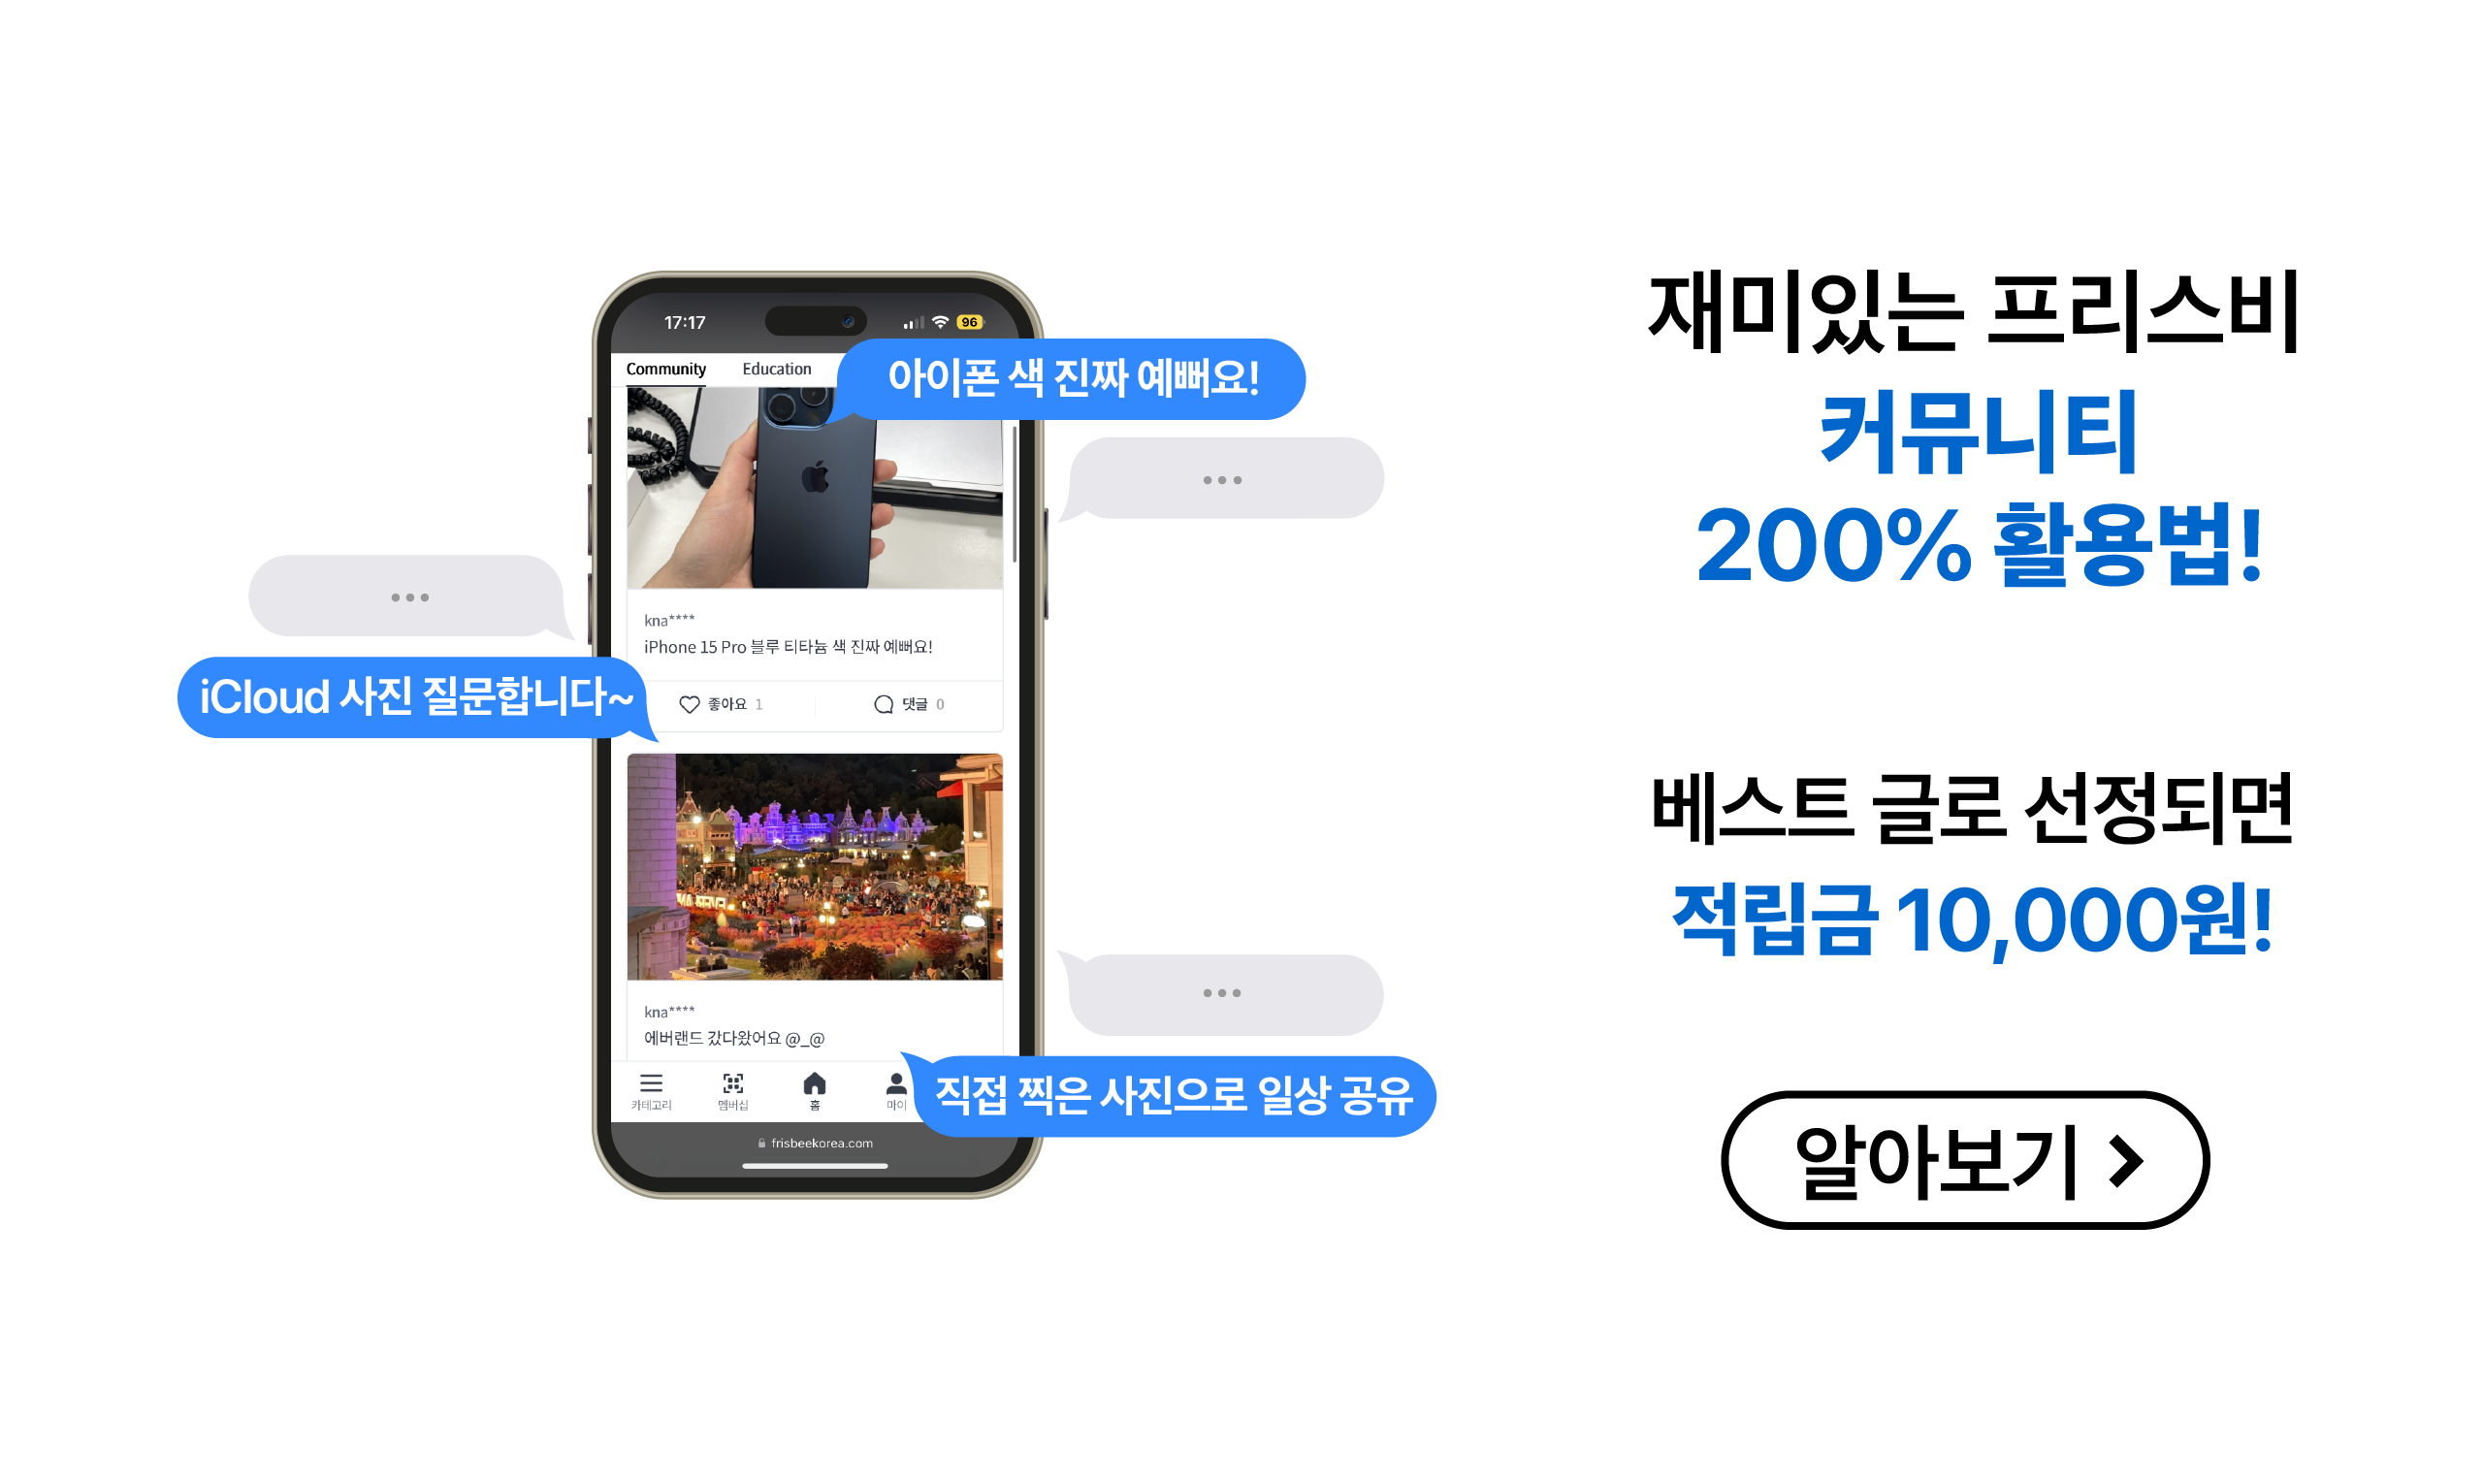 17:17
96
Community
Education
아이폰 색 진짜 예뻐요!
kna****
iPhone 15 Pro 블루 티타늄 색 진짜 예뻐요!
iCloud 사진 질문합니다~
좋아요 1
댓글 0
kna****
에버랜드 갔다왔어요 @_@
카테고리
멤버십
홈
마이
직접 찍은 사진으로 일상 공유
frisbeekorea.com
재미있는 프리스비
커뮤니티
200% 활용법!
베스트 글로 선정되면
적립금 10,000원!
알아보기 >